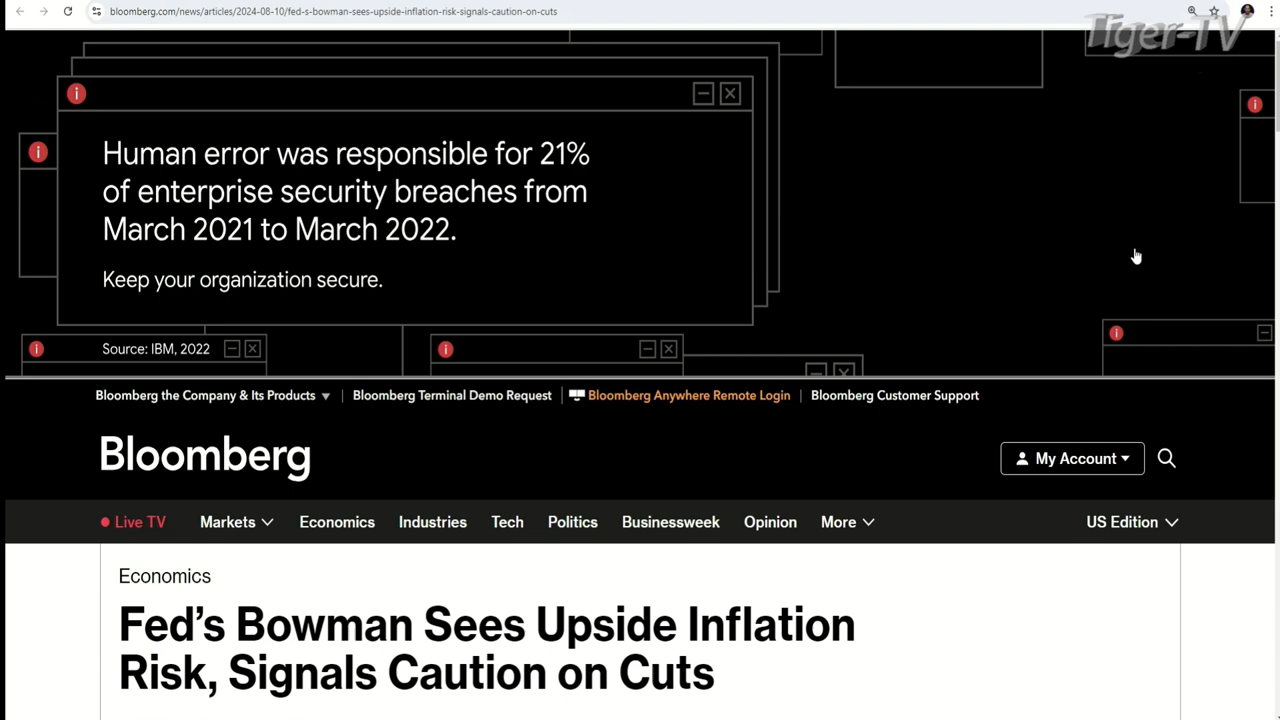 bloomberg.com/news/articles/2024-08-10/fed-s-bowman-sees-upside-inflation-risk-signals-caution-on-cuts
Tiger-TV
Human error was responsible for 21%
of enterprise security breaches from
March 2021 to March 2022.
Keep your organization secure.
Source: IBM, 2022
Bloomberg the Company & Its Products
Bloomberg Terminal Demo Request
Bloomberg Anywhere Remote Login
Bloomberg Customer Support
Bloomberg
My Account
Live TV
Markets
Economics
Industries
Tech
Politics
Businessweek
Opinion
More
US Edition
Economics
Fed’s Bowman Sees Upside Inflation
Risk, Signals Caution on Cuts